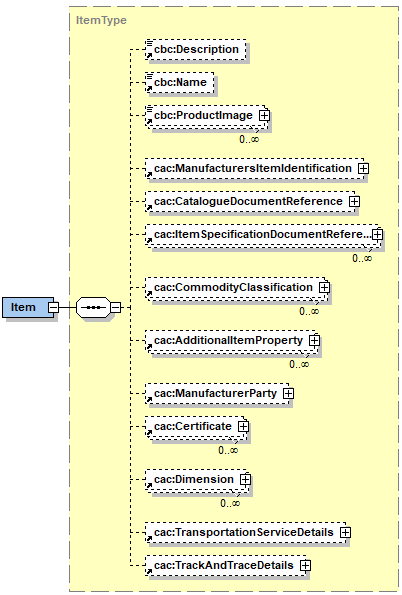 ItemType
cbc:Description
cbc:Name
cbc:ProductImage
0..∞
cac:ManufacturersItemIdentification
cac:CatalogueDocumentReference
cac:ItemSpecificationDocumentRefere...
0..∞
cac:CommodityClassification
0..∞
Item
cac:AdditionalItemProperty
0..∞
cac:ManufacturerParty
cac:Certificate
0..∞
cac:Dimension
0..∞
cac:TransportationServiceDetails
cac:TrackAndTraceDetails